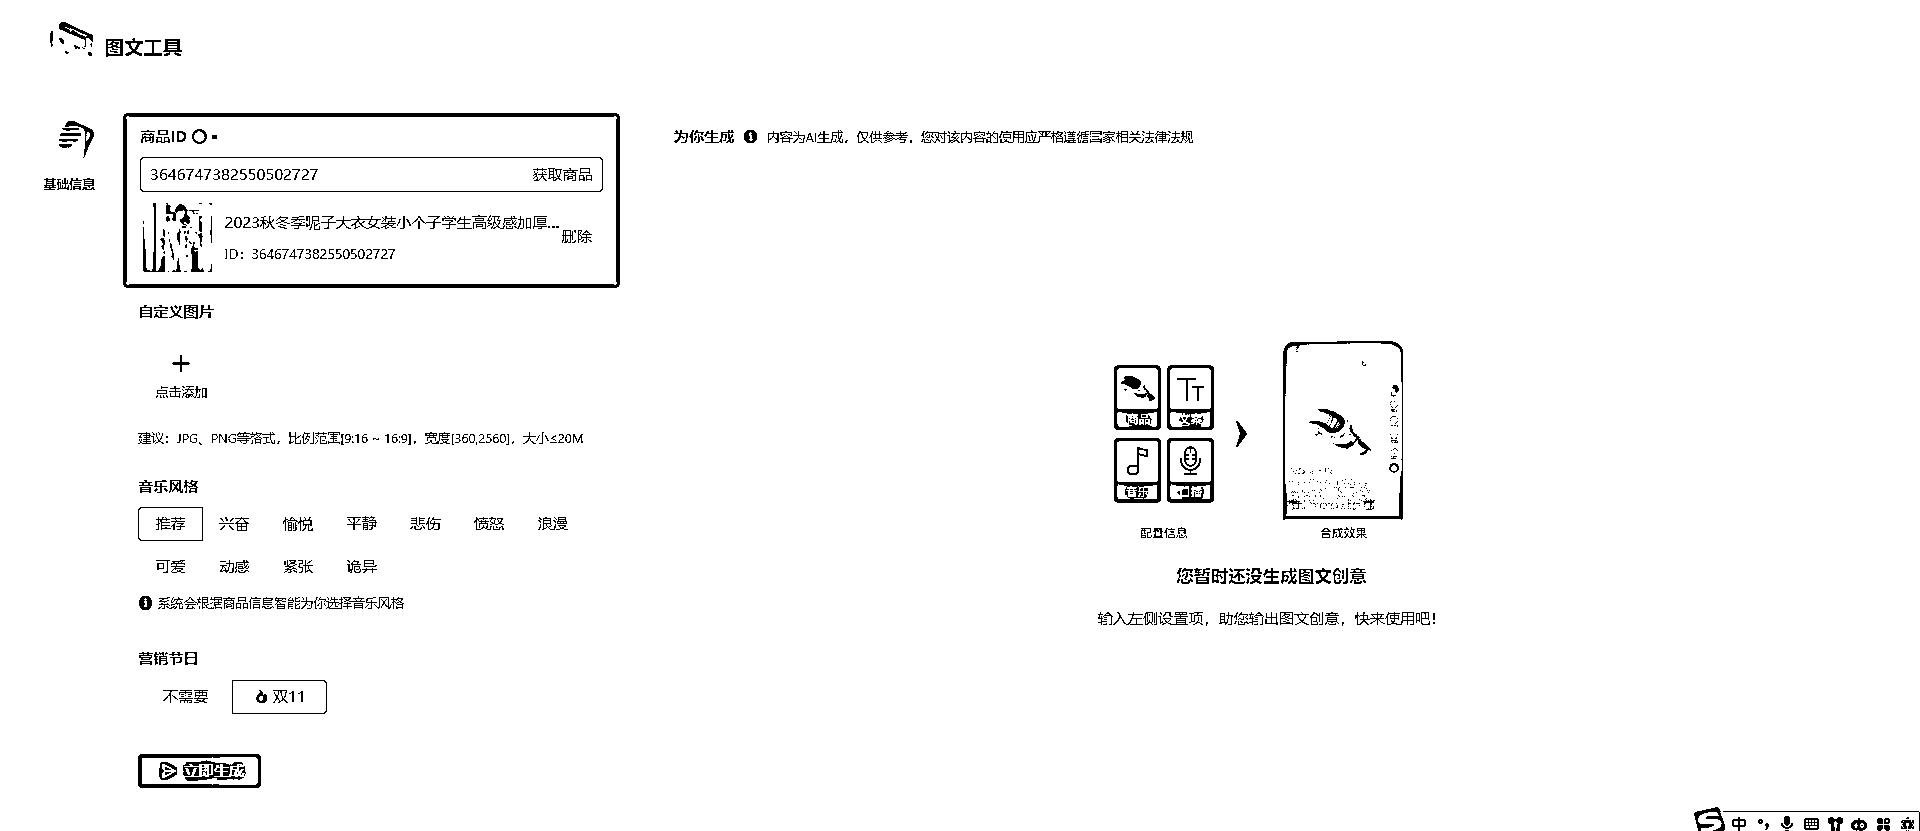 图文工具
基础信息
商品ID
3646747382550502727 获取商品
2023秋冬季呢子大衣女装小个子学生高级感加厚...
删除
ID：3646747382550502727
自定义图片
点击添加
建议：JPG、PNG等格式，比例范围[9:16 ~ 16:9]，宽度[360,2560]，大小≤20M
音乐风格
推荐 兴奋 愉悦 平静 悲伤 愤怒 浪漫
可爱 动感 紧张 诡异
系统会根据商品信息智能为你选择音乐风格
营销节日
不需要 双11
立即生成
为你生成 内容为AI生成，仅供参考，您对该内容的使用应严格遵循国家相关法律法规
商品
音乐
配置信息
合成效果
您暂时还没生成图文创意
输入左侧设置项，助您输出图文创意，快来使用吧！
中